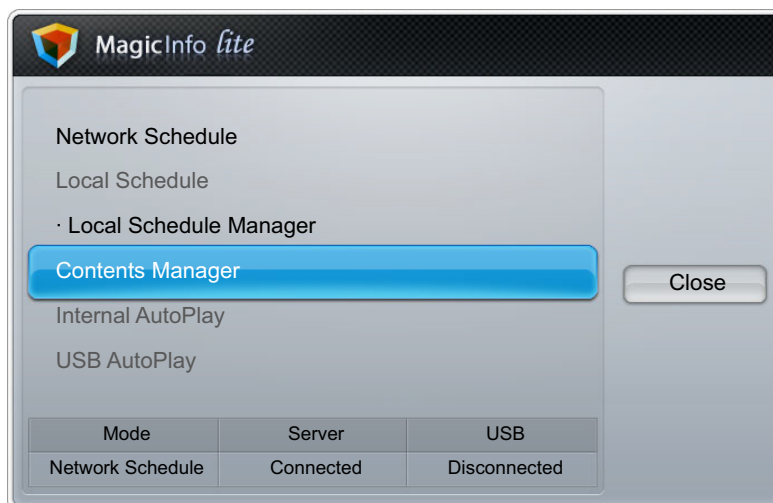 MagicInfo lite
Network Schedule
Local Schedule
· Local Schedule Manager
Contents Manager
Close
Internal AutoPlay
USB AutoPlay
Mode Server USB
Network Schedule Connected Disconnected